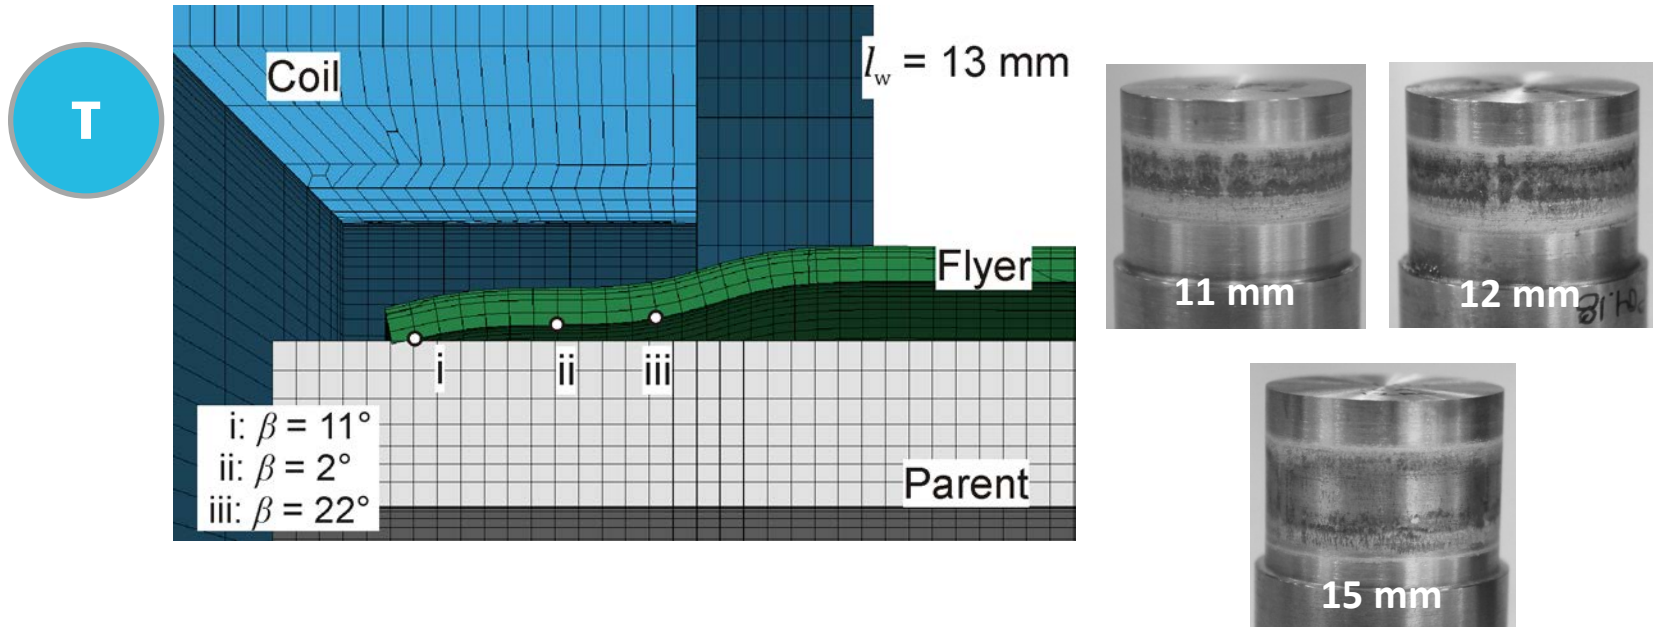 T
Coil
lw = 13 mm
Flyer
i
ii
iii
i: β = 11°
ii: β = 2°
iii: β = 22°
Parent
11 mm
12 mm
15 mm